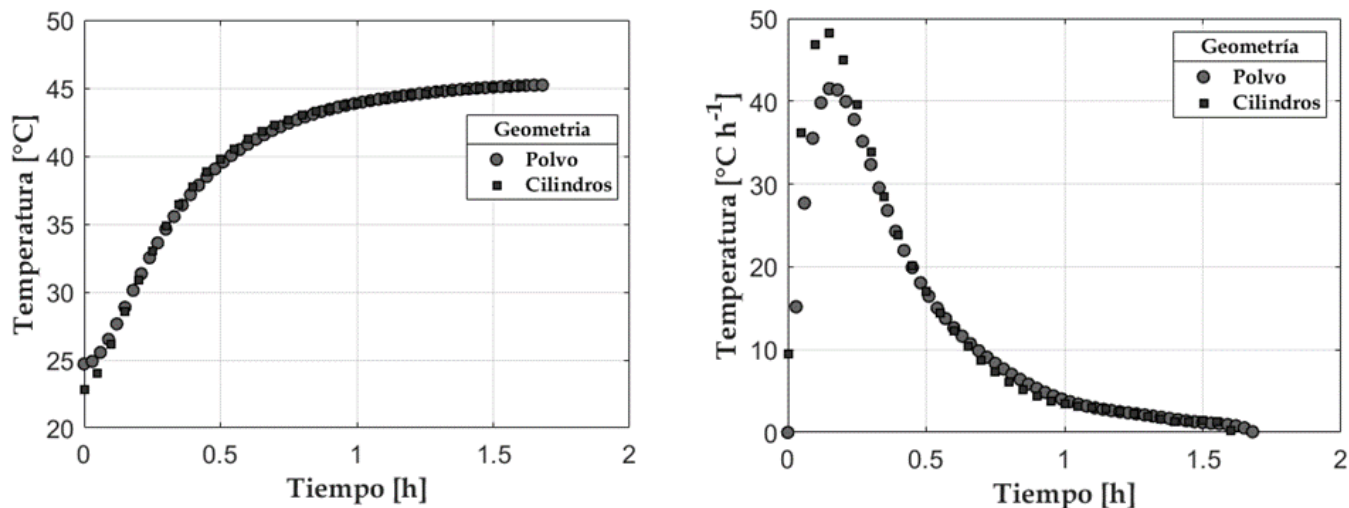 50
45
40
35
30
25
20
0
0.5
1
1.5
2
Temperatura [°C]
Tiempo [h]
Geometria
Polvo
Cilindros
50
40
30
20
10
0
0
0.5
1
1.5
2
Temperatura [°C h⁻¹]
Tiempo [h]
Geometría
Polvo
Cilindros